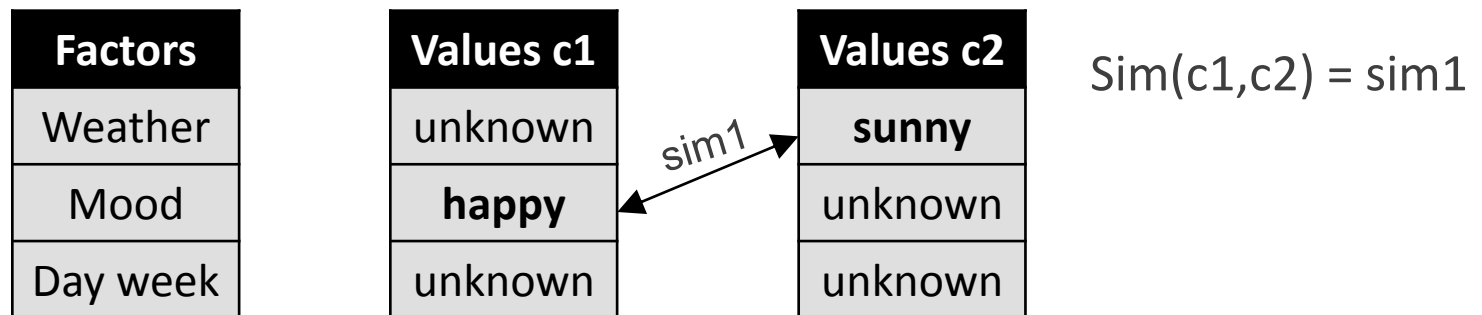 Factors Values c1 Values c2
Sim(c1,c2) = sim1
Weather unknown sunny
sim1
Mood happy unknown
Day week unknown unknown